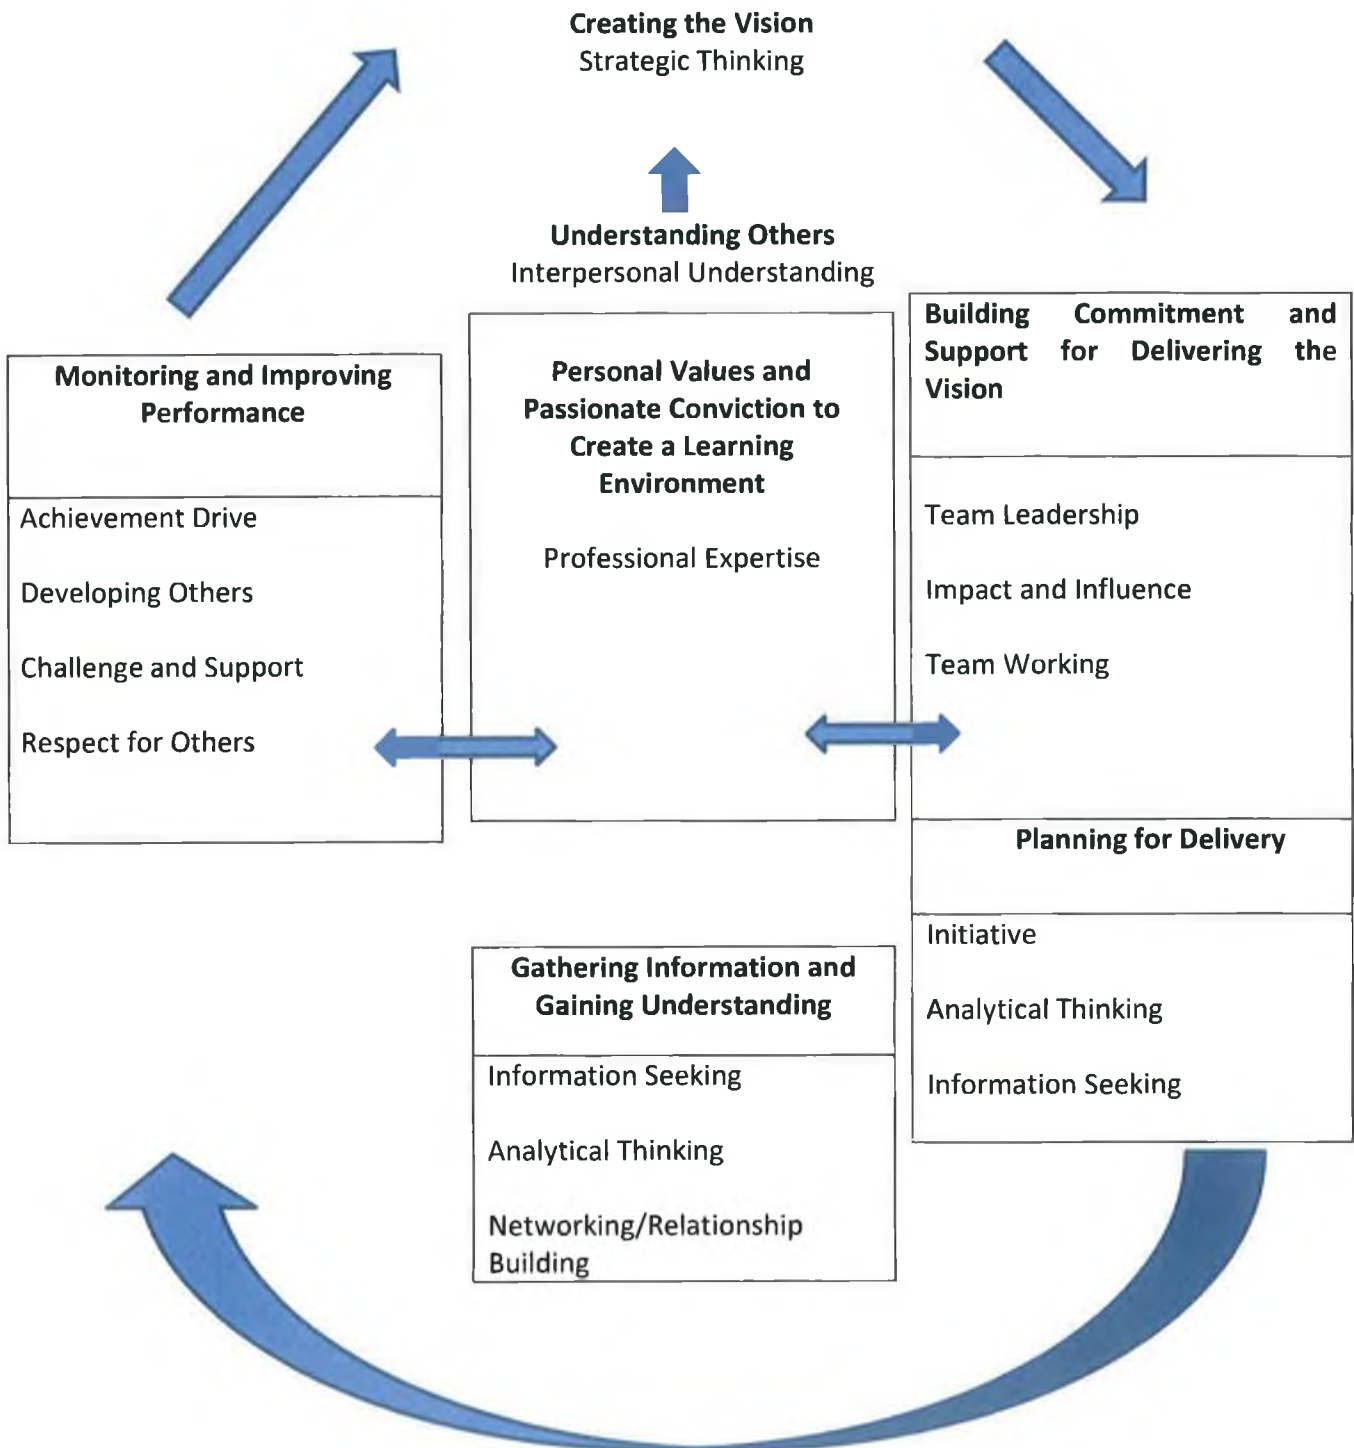 Creating the Vision
Strategic Thinking
Understanding Others
Interpersonal Understanding
Monitoring and Improving
Performance
Achievement Drive
Developing Others
Challenge and Support
Respect for Others
Personal Values and
Passionate Conviction to
Create a Learning
Environment
Professional Expertise
Building Commitment and
Support for Delivering the
Vision
Team Leadership
Impact and Influence
Team Working
Planning for Delivery
Initiative
Analytical Thinking
Information Seeking
Gathering Information and
Gaining Understanding
Information Seeking
Analytical Thinking
Networking/Relationship
Building